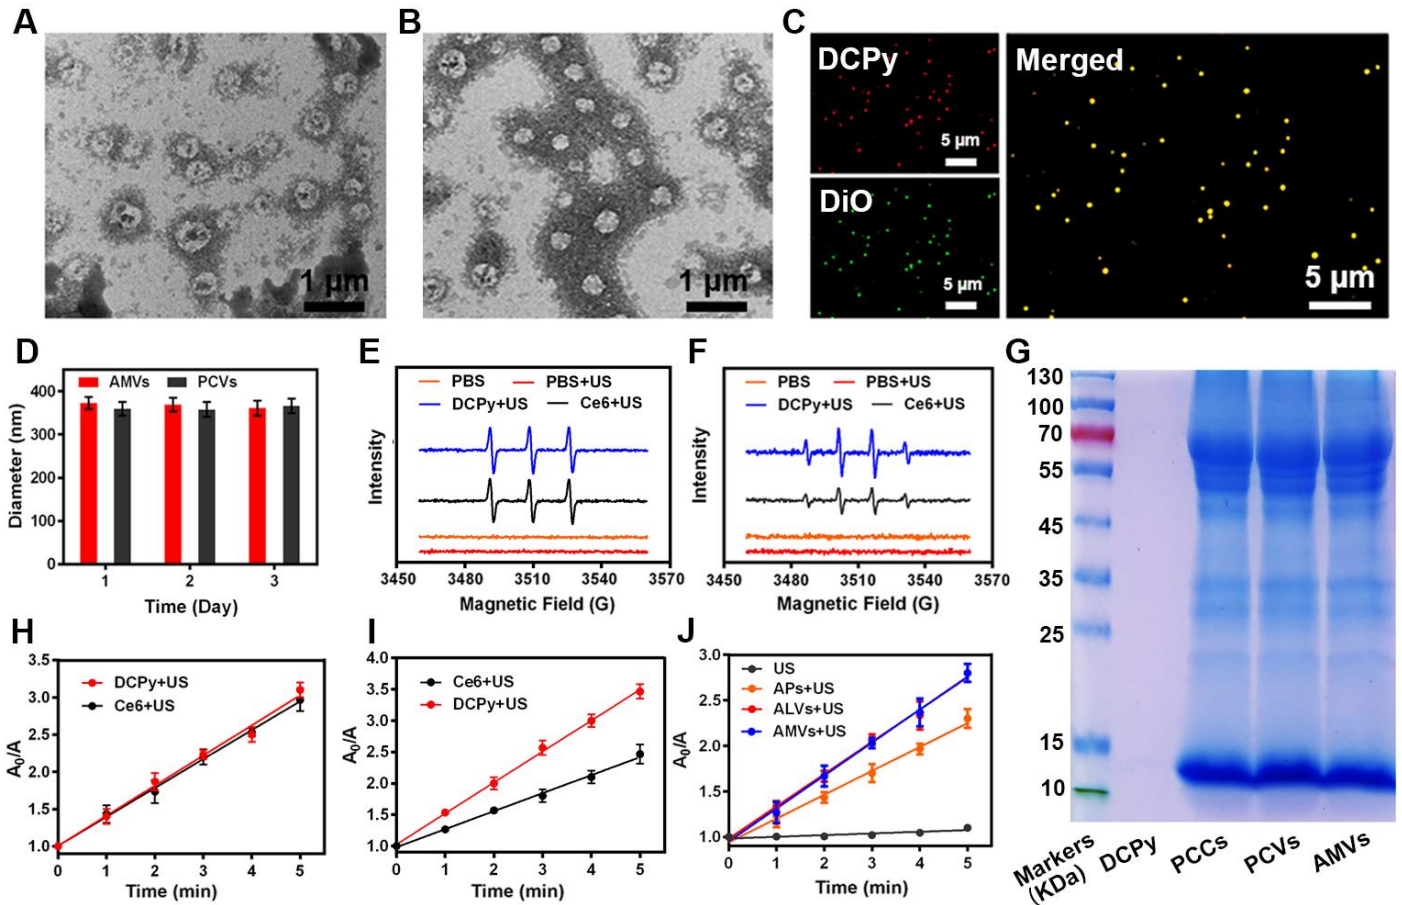 A
1 μm
B
1 μm
C
DCPy
5 μm
DiO
5 μm
Merged
5 μm
D
AMVs PCVs
Diameter (nm)
400
300
200
100
0
1 2 3
Time (Day)
E
PBS PBS+US
DCPy+US Ce6+US
Intensity
3450 3480 3510 3540 3570
Magnetic Field (G)
F
PBS PBS+US
DCPy+US Ce6+US
Intensity
3450 3480 3510 3540 3570
Magnetic Field (G)
G
130
100
70
55
45
35
25
15
10
Markers
(KDa)
DCPy
PCCs
PCVs
AMVs
H
DCPy+US
Ce6+US
A0/A
3.5
3.0
2.5
2.0
1.5
1.0
0 1 2 3 4 5
Time (min)
I
Ce6+US
DCPy+US
A0/A
4.0
3.5
3.0
2.5
2.0
1.5
1.0
0 1 2 3 4 5
Time (min)
J
US
APs+US
ALVs+US
AMVs+US
A0/A
3.0
2.5
2.0
1.5
1.0
0 1 2 3 4 5
Time (min)